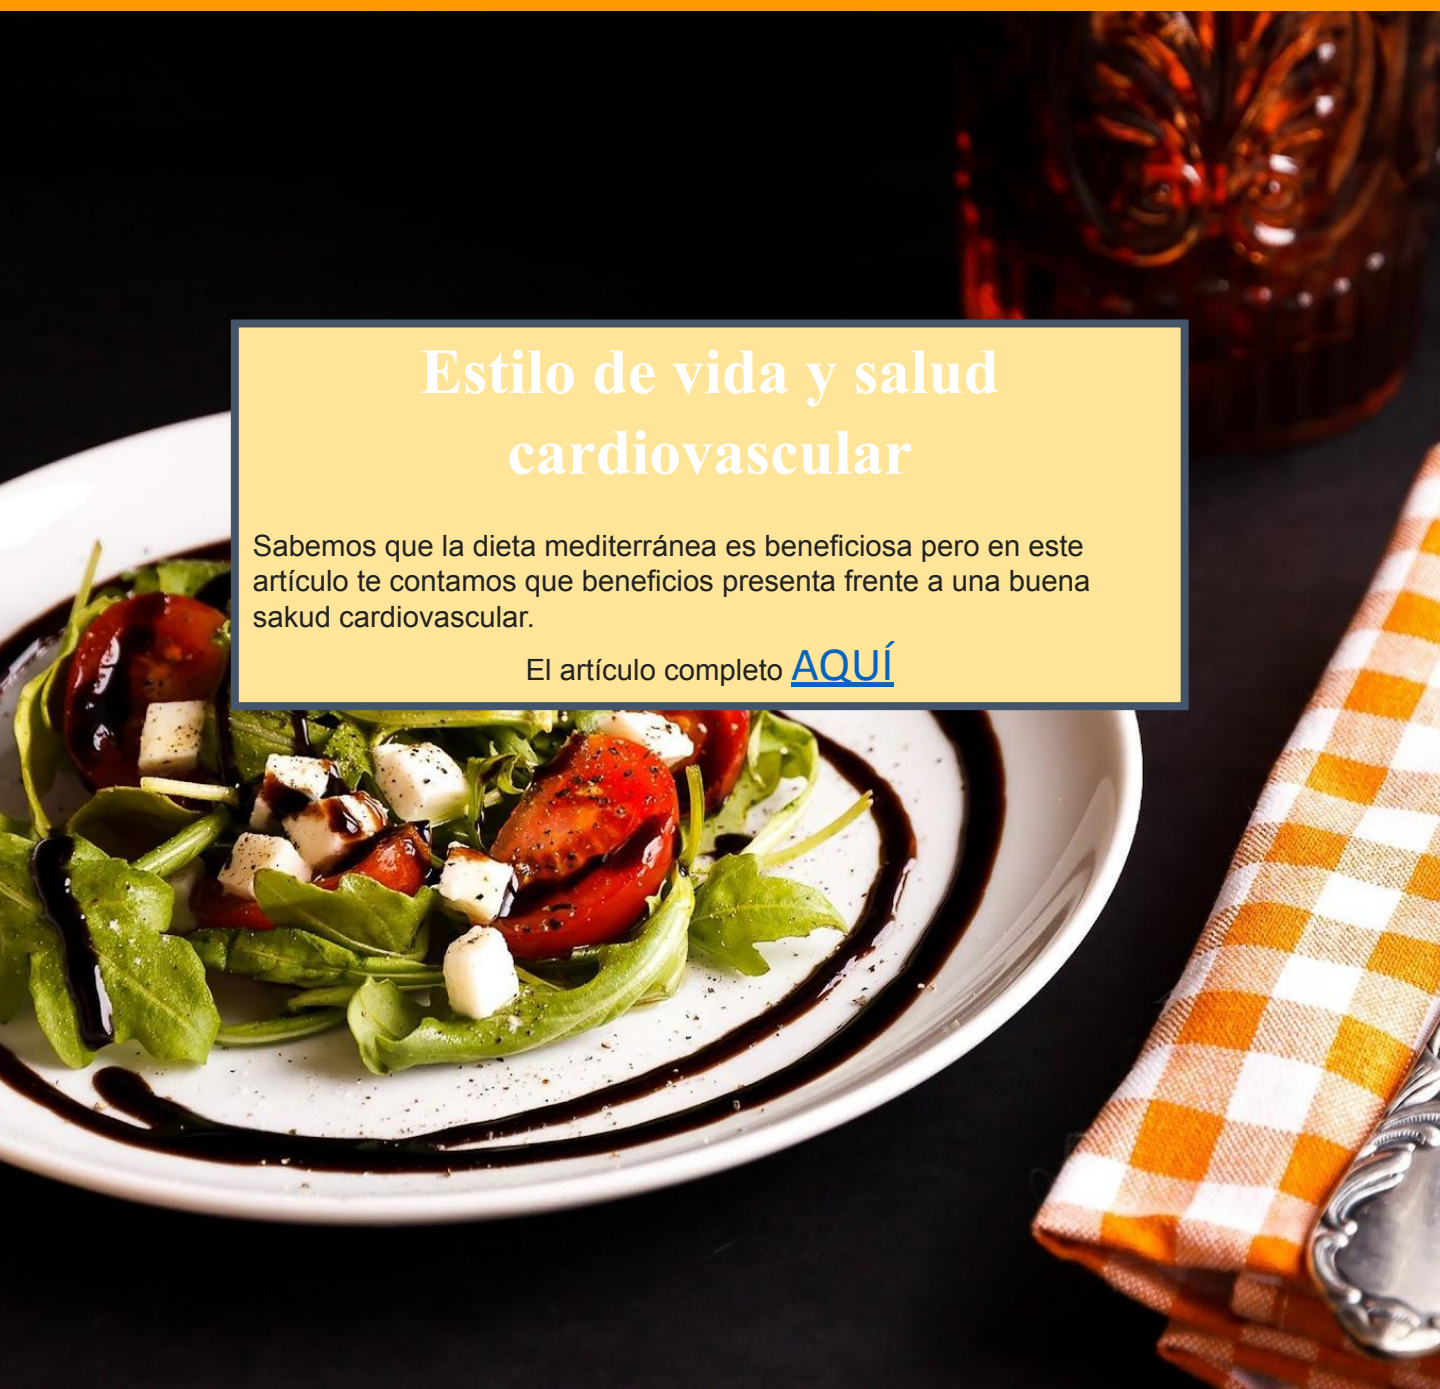 Estilo de vida y salud
cardiovascular
Sabemos que la dieta mediterránea es beneficiosa pero en este
artículo te contamos que beneficios presenta frente a una buena
sakud cardiovascular.
El artículo completo AQUÍ